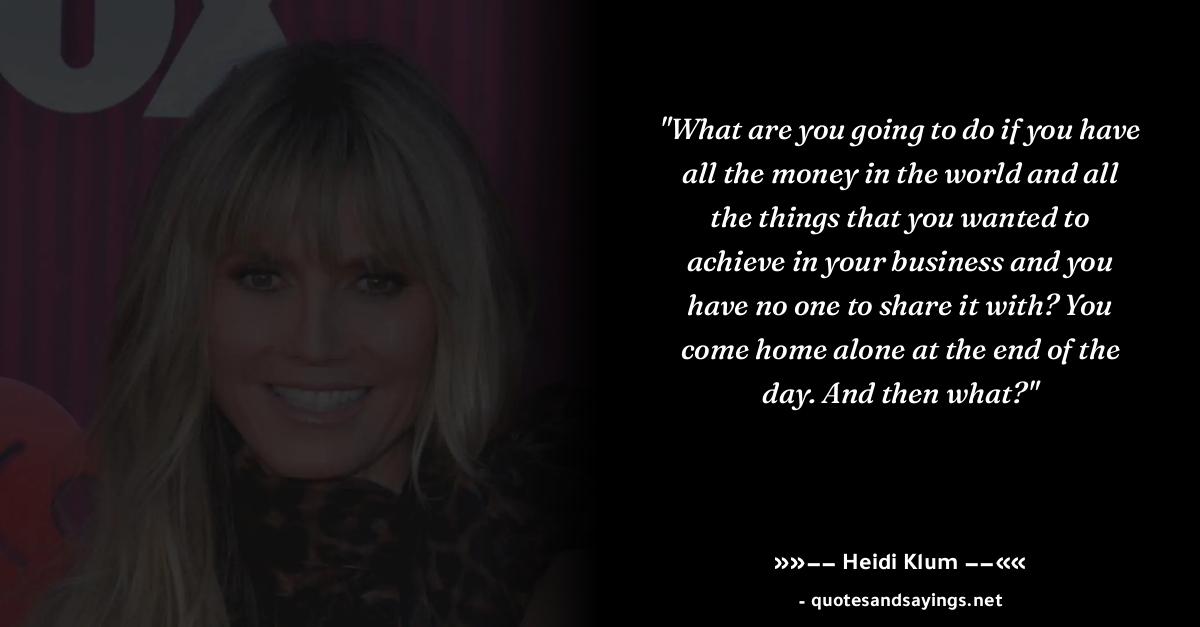 OX
"What are you going to do if you have
all the money in the world and all
the things that you wanted to
achieve in your business and you
have no one to share it with? You
come home alone at the end of the
day. And then what?"
»»−− Heidi Klum −−««
- quotesandsayings.net